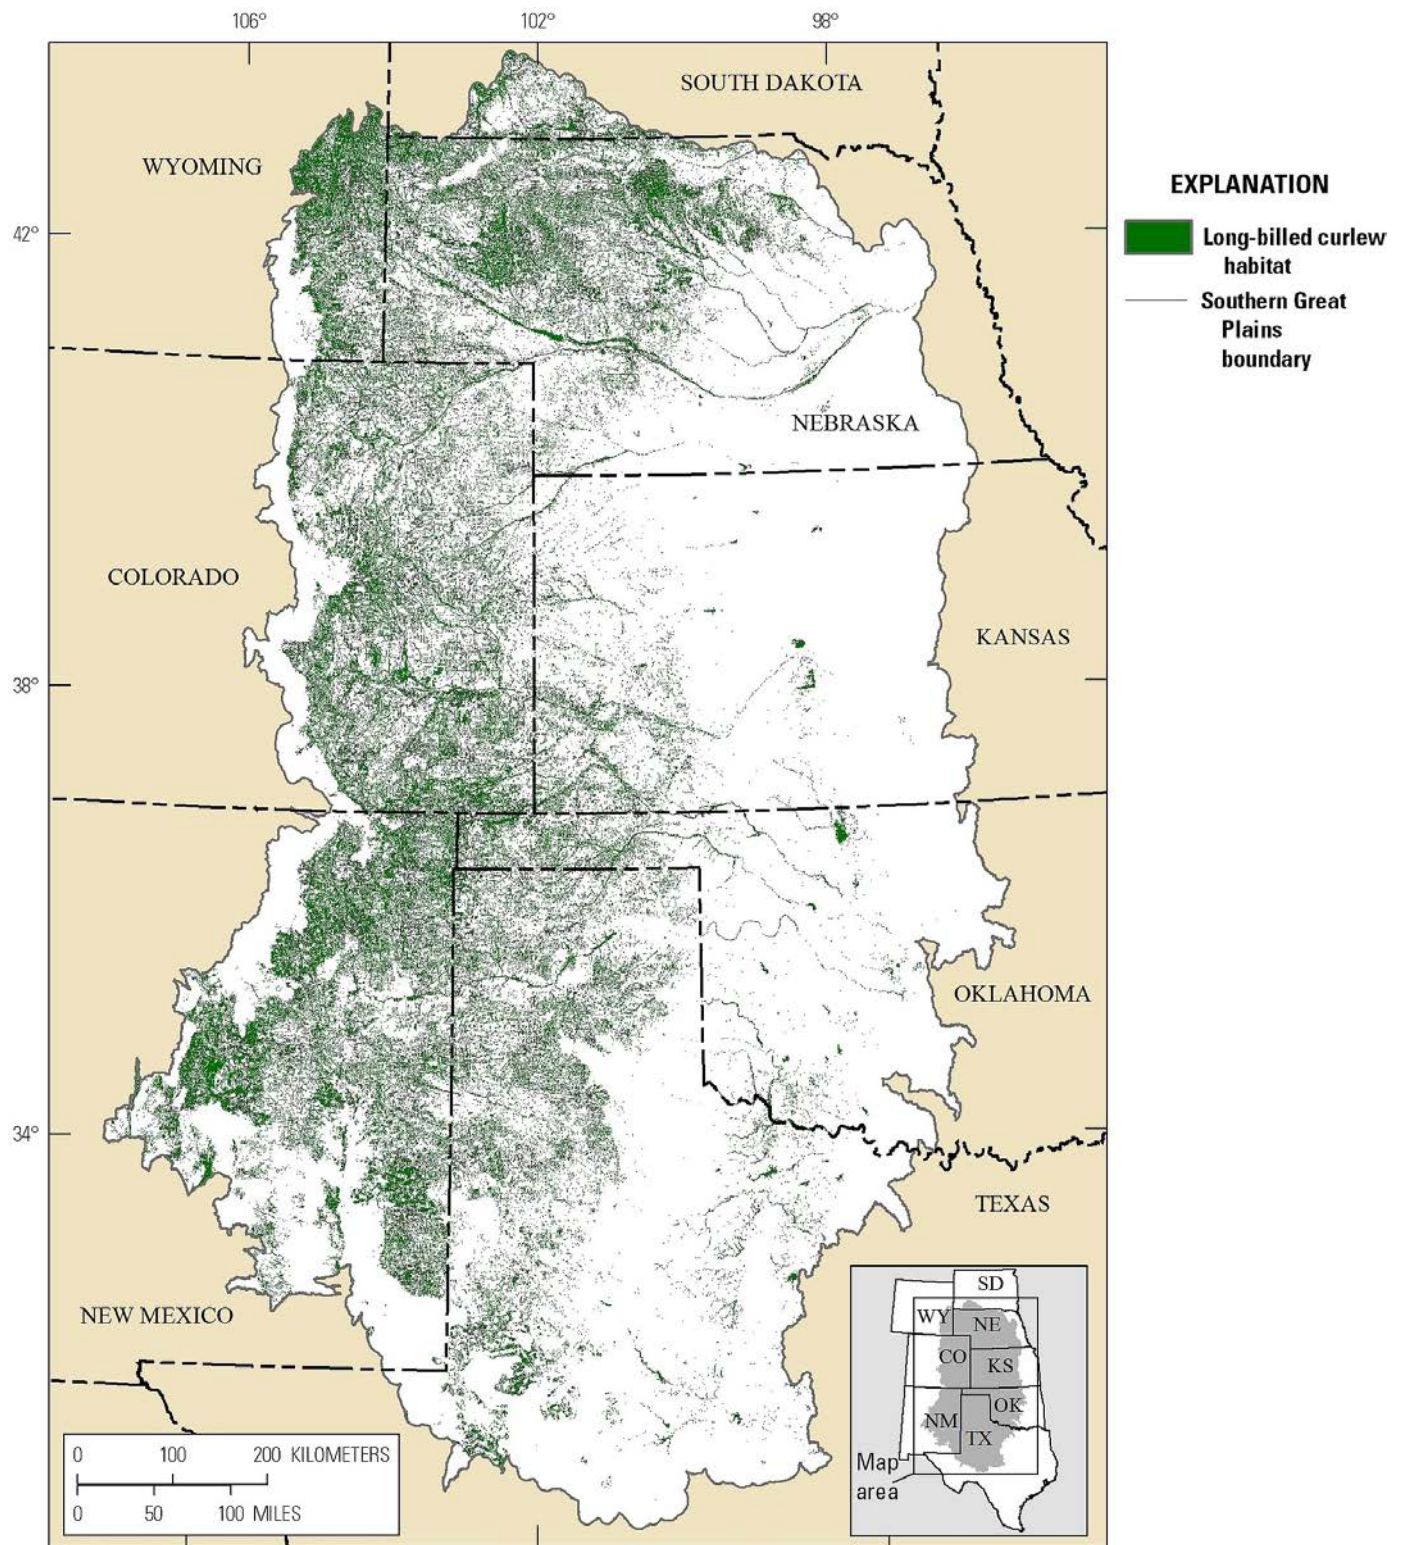 106°
102°
98°
SOUTH DAKOTA
WYOMING
EXPLANATION
42°
Long-billed curlew
habitat
Southern Great
Plains
boundary
NEBRASKA
COLORADO
KANSAS
38°
OKLAHOMA
34°
TEXAS
NEW MEXICO
SD
WY
NE
CO
KS
OK
NM
TX
Map
area
0 100 200 KILOMETERS
0 50 100 MILES